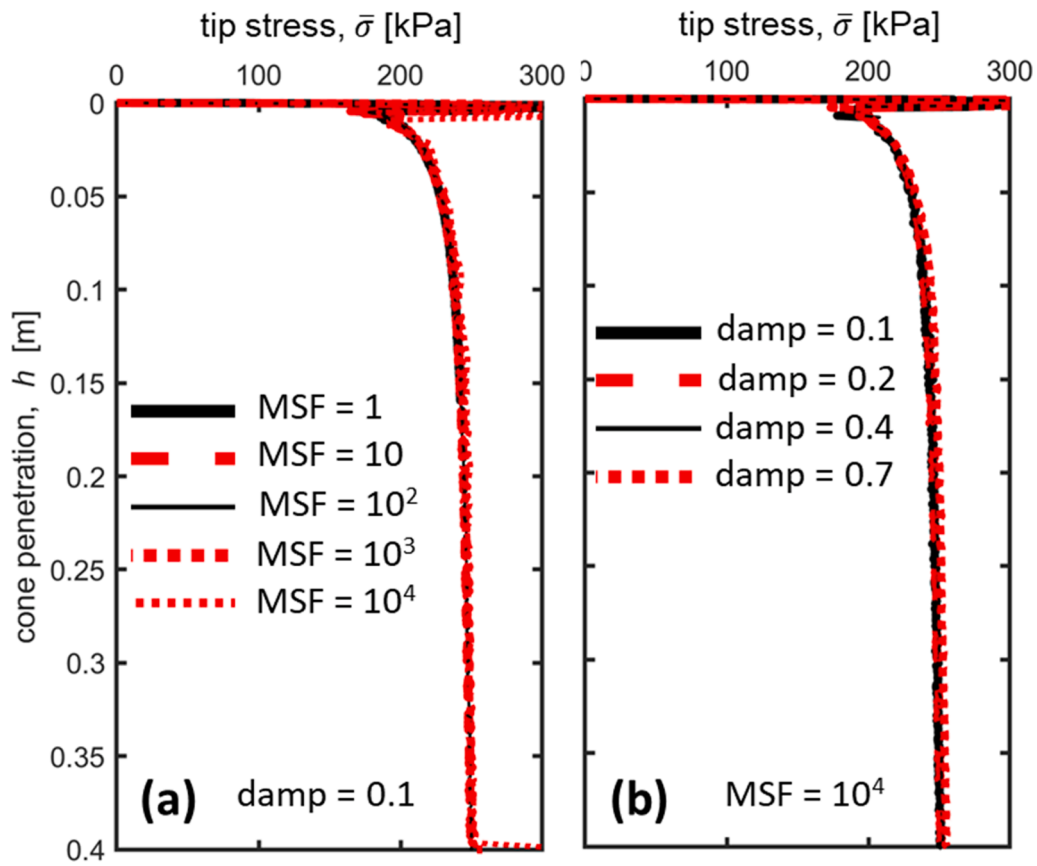 tip stress, σ̄ [kPa]
0 100 200 300
cone penetration, h [m]
0
0.05
0.1
0.15
0.2
0.25
0.3
0.35
0.4
MSF = 1
MSF = 10
MSF = 10²
MSF = 10³
MSF = 10⁴
(a) damp = 0.1
tip stress, σ̄ [kPa]
0 100 200 300
damp = 0.1
damp = 0.2
damp = 0.4
damp = 0.7
(b) MSF = 10⁴